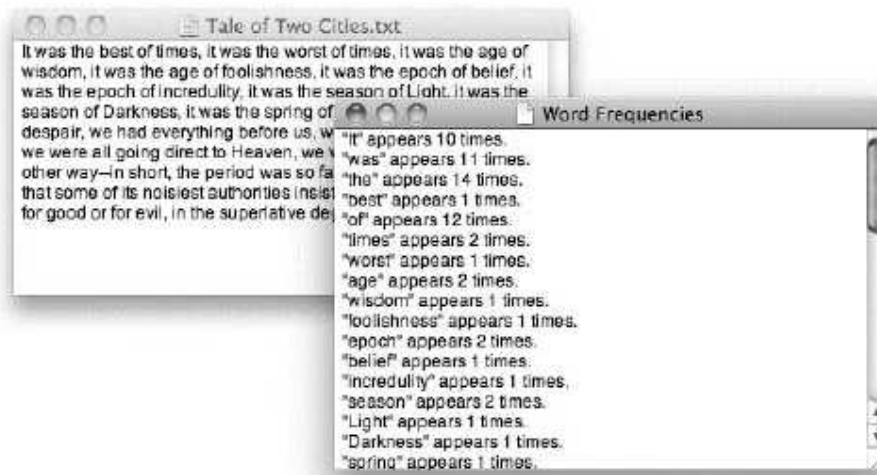 Tale of Two Cities.txt
It was the best of times, it was the worst of times, it was the age of
wisdom, it was the age of foolishness, it was the epoch of belief, it
was the epoch of incredulity, it was the season of Light, it was the
season of Darkness, it was the spring of
despair, we had everything before us, w
we were all going direct to Heaven, we
other way--in short, the period was so fa
that some of its noisiest authorities insist
for good or for evil, in the superlative de
Word Frequencies
"It" appears 10 times.
"was" appears 11 times.
"the" appears 14 times.
"best" appears 1 times.
"of" appears 12 times.
"times" appears 2 times.
"worst" appears 1 times.
"age" appears 2 times.
"wisdom" appears 1 times.
"foolishness" appears 1 times.
"epoch" appears 2 times.
"belief" appears 1 times.
"incredulity" appears 1 times.
"season" appears 2 times.
"Light" appears 1 times.
"Darkness" appears 1 times.
"spring" appears 1 times.